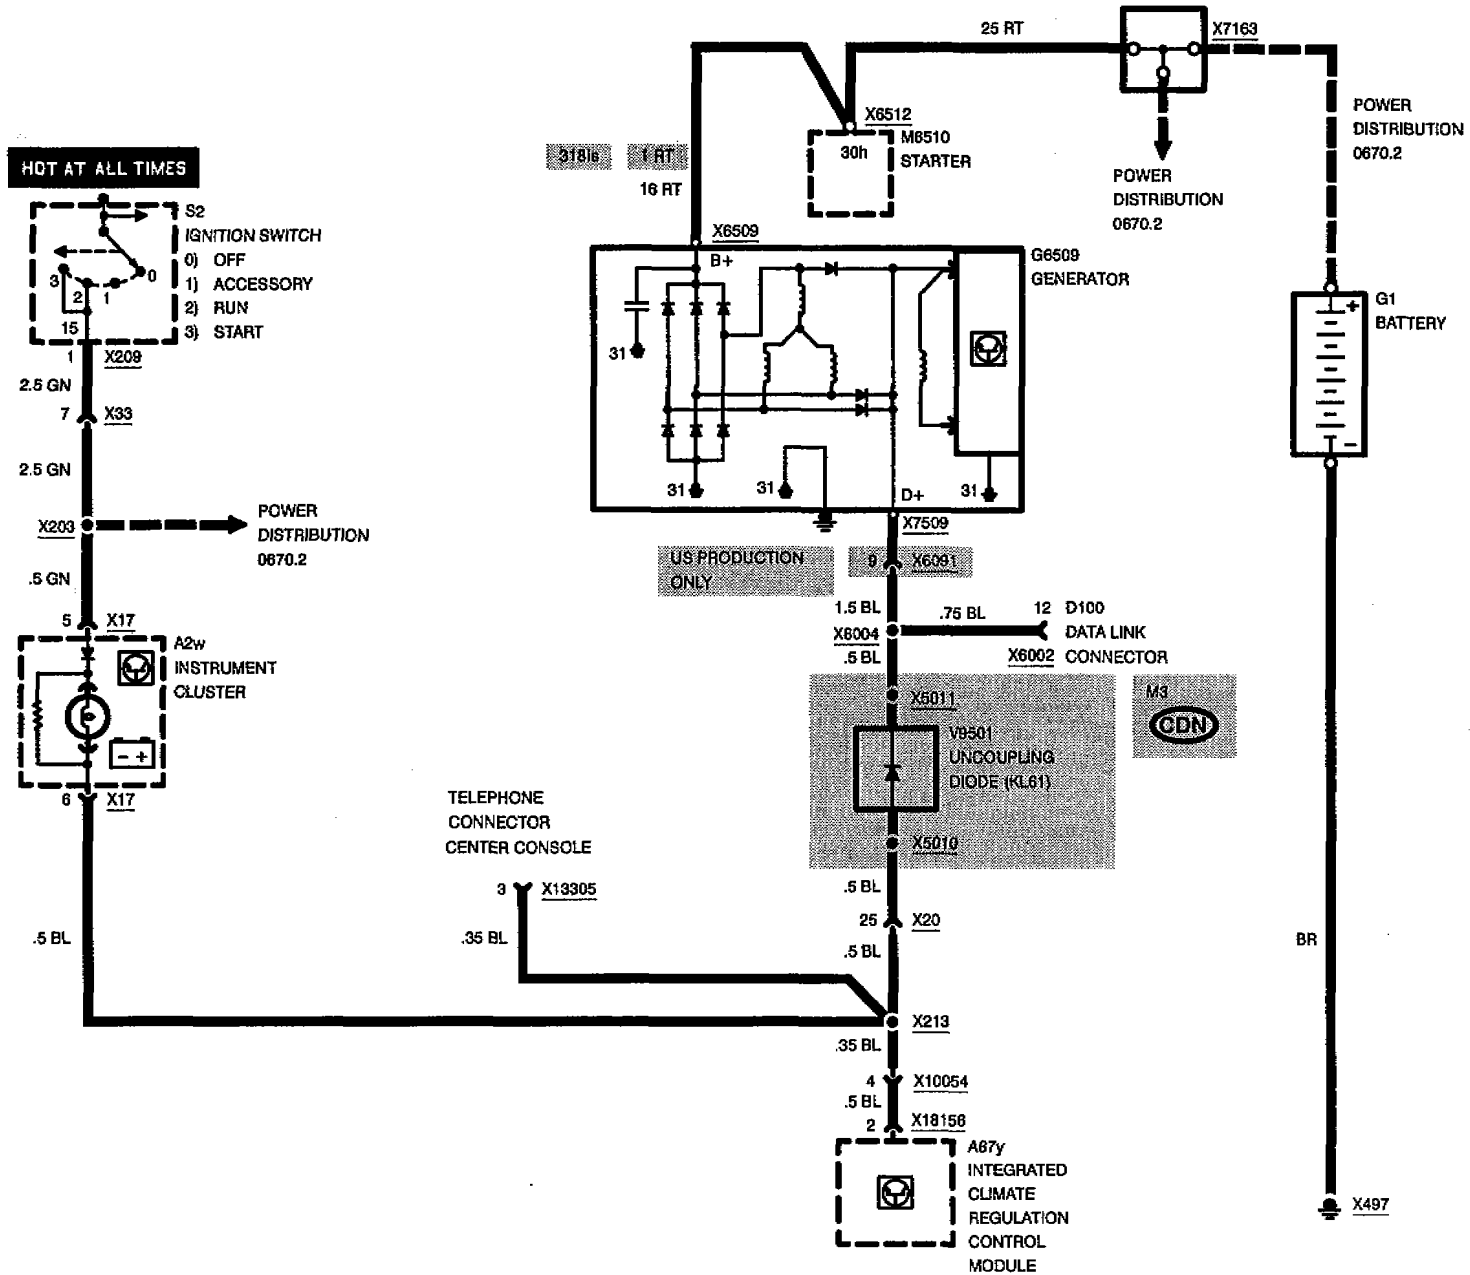 25 RT
X7163
POWER
DISTRIBUTION
0670.2
X6512
M6510
STARTER
30h
318is
1 RT
16 RT
POWER
DISTRIBUTION
0670.2
HOT AT ALL TIMES
S2
IGNITION SWITCH
0) OFF
1) ACCESSORY
2) RUN
3) START
3
2
1
0
15
1
X209
2.5 GN
7
X33
2.5 GN
X203
POWER
DISTRIBUTION
0670.2
.5 GN
5
X17
A2w
INSTRUMENT
CLUSTER
- +
6
X17
.5 BL
X6509
B+
G6509
GENERATOR
31
31
31
31
D+
X7509
US PRODUCTION
ONLY
9
X6091
1.5 BL
.75 BL
12
D100
DATA LINK
CONNECTOR
X6004
X6002
.5 BL
X5011
M3
CDN
V9501
UNCOUPLING
DIODE (KL61)
X5010
TELEPHONE
CONNECTOR
CENTER CONSOLE
3
X13305
.35 BL
.5 BL
25
X20
.5 BL
X213
.35 BL
4
X10054
.5 BL
2
X18156
A67y
INTEGRATED
CLIMATE
REGULATION
CONTROL
MODULE
G1
BATTERY
+
-
BR
X497